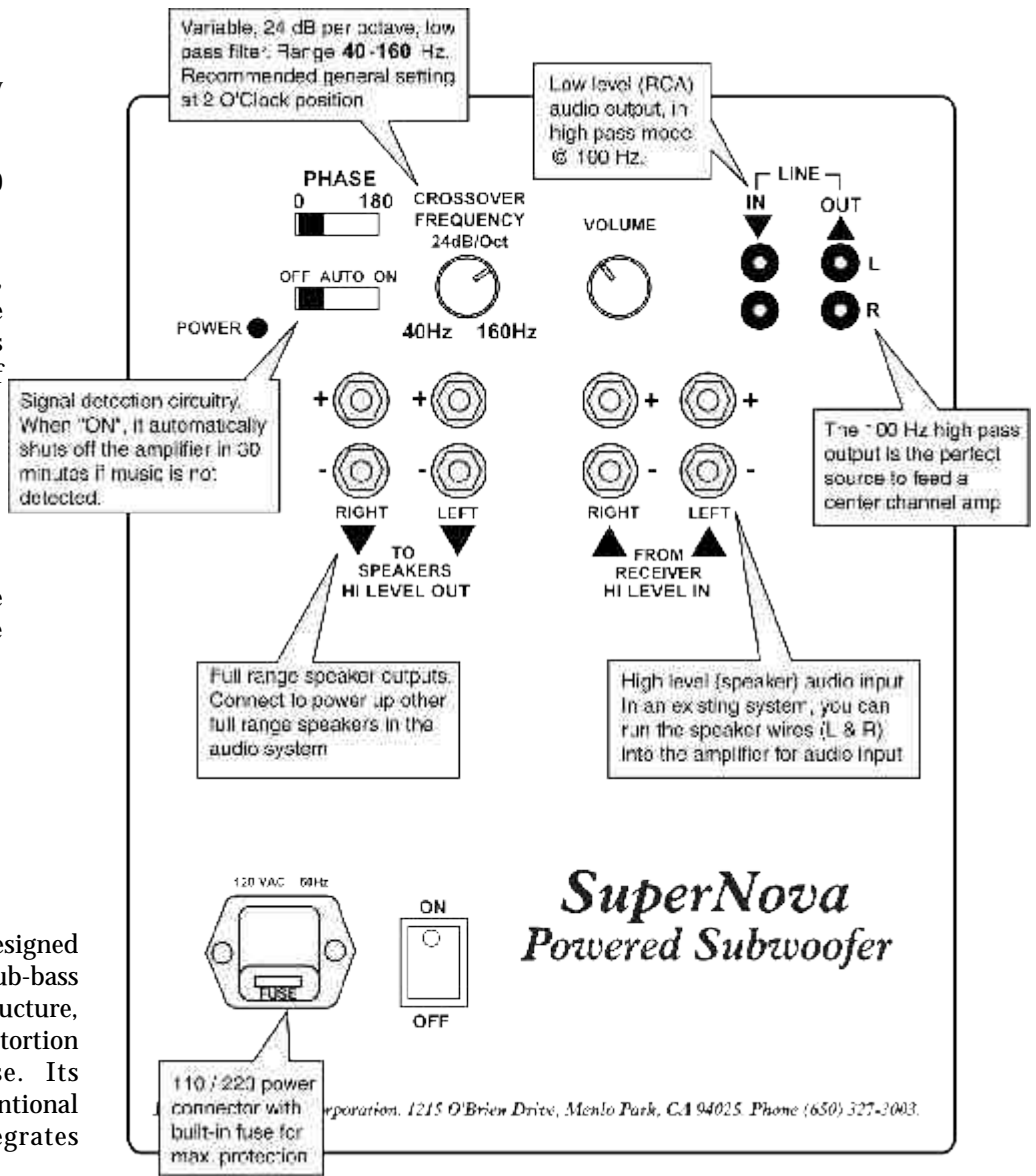 Variable, 24 dB per octave, low
pass filter. Range 40-160 Hz.
Recommended general setting
at 2 O'Clock position
Low level (RCA)
audio output, in
high pass mode
@ 100 Hz.
PHASE
0 180
CROSSOVER
FREQUENCY
24dB/Oct
40Hz 160Hz
VOLUME
LINE
IN OUT
L
R
OFF AUTO ON
POWER
Signal detection circuitry.
When "ON", it automatically
shuts off the amplifier in 30
minutes if music is not
detected.
The 100 Hz high pass
output is the perfect
source to feed a
center channel amp
+ + + +
- - - -
RIGHT LEFT
TO
SPEAKERS
HI LEVEL OUT
RIGHT LEFT
FROM
RECEIVER
HI LEVEL IN
Full range speaker outputs.
Connect to power up other
full range speakers in the
audio system
High level (speaker) audio input
In an existing system, you can
run the speaker wires (L & R)
into the amplifier for audio input
120 VAC 60Hz
FUSE
ON
OFF
SuperNova
Powered Subwoofer
110 / 220 power
connector with
built-in fuse for
max. protection
rporation. 1215 O'Brien Drive, Menlo Park, CA 94025. Phone (650) 327-3003.
esigned
ub-bass
ucture,
tortion
se. Its
ntional
egrates